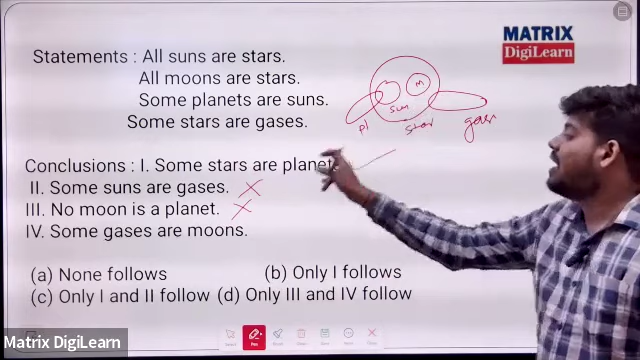 MATRIX
DigiLearn
Statements : All suns are stars.
All moons are stars.
Some planets are suns.
Some stars are gases.
M
sun
pl
star
Conclusions : I. Some stars are planet
II. Some suns are gases.
III. No moon is a planet.
IV. Some gases are moons.
(a) None follows (b) Only I follows
(c) Only I and II follow (d) Only III and IV follow
Matrix DigiLearn